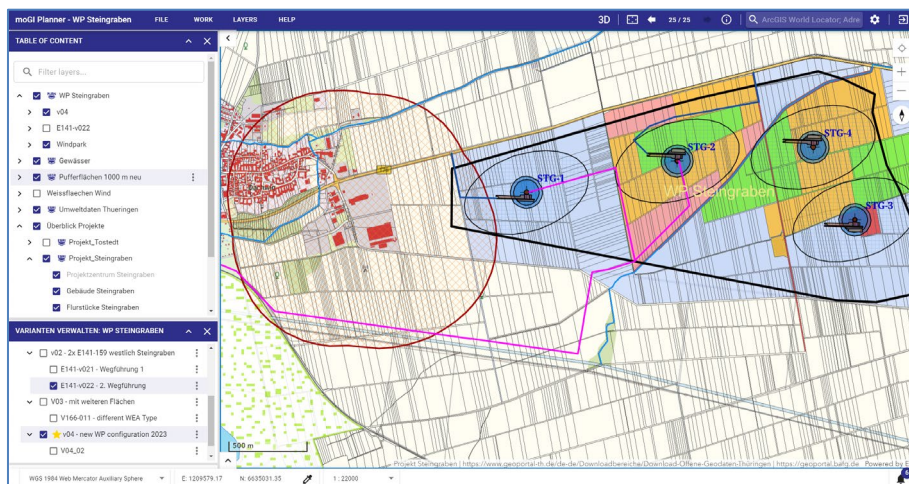 moGI Planner - WP Steingraben FILE WORK LAYERS HELP 3D 25 / 25 ArcGIS World Locator; Adre
TABLE OF CONTENT
Filter layers...
WP Steingraben
v04
E141-v022
Windpark
Gewässer
Pufferflächen 1000 m neu
Weissflaechen Wind
Umweltdaten Thueringen
Überblick Projekte
Projekt_Tostedt
Projekt_Steingraben
Projektzentrum Steingraben
Gebäude Steingraben
Flurstücke Steingraben
VARIANTEN VERWALTEN: WP STEINGRABEN
v02 - 2x E141-159 westlich Steingraben
E141-v021 - Wegführung 1
E141-v022 - 2. Wegführung
V03 - mit weiteren Flächen
V166-011 - different WEA Type
v04 - new WP configuration 2023
V04_02
STG-1
STG-2
STG-4
STG-3
WP Steingraben
500 m
Projekt Steingraben | https://www.geoportal-th.de/de-de/Downloadbereiche/Download-Offene-Geodaten-Thüringen | https://geoportal.bafg.de Powered by E
WGS 1984 Web Mercator Auxiliary Sphere E: 1209579.17 N: 6635031.35 1 : 22000 6